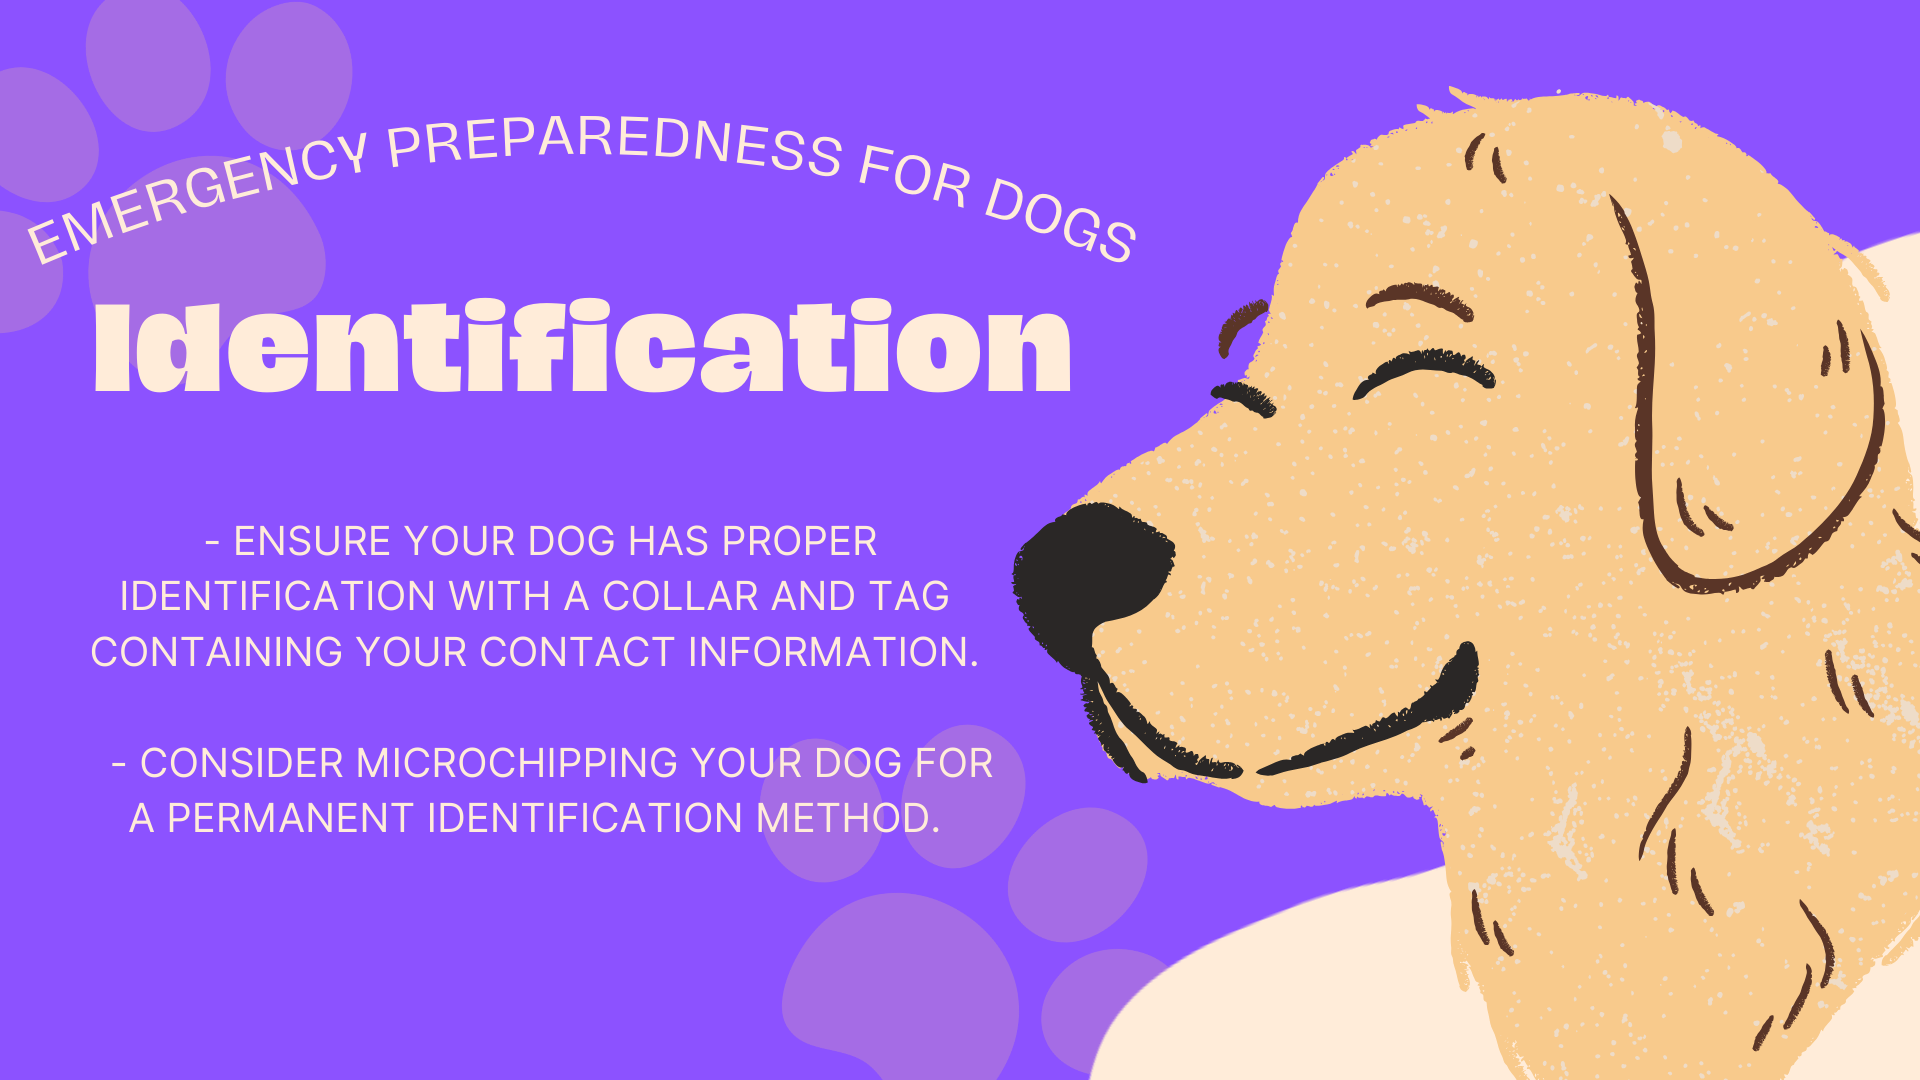 EMERGENCY PREPAREDNESS FOR DOGS
Identification
- ENSURE YOUR DOG HAS PROPER
IDENTIFICATION WITH A COLLAR AND TAG
CONTAINING YOUR CONTACT INFORMATION.
- CONSIDER MICROCHIPPING YOUR DOG FOR
A PERMANENT IDENTIFICATION METHOD.